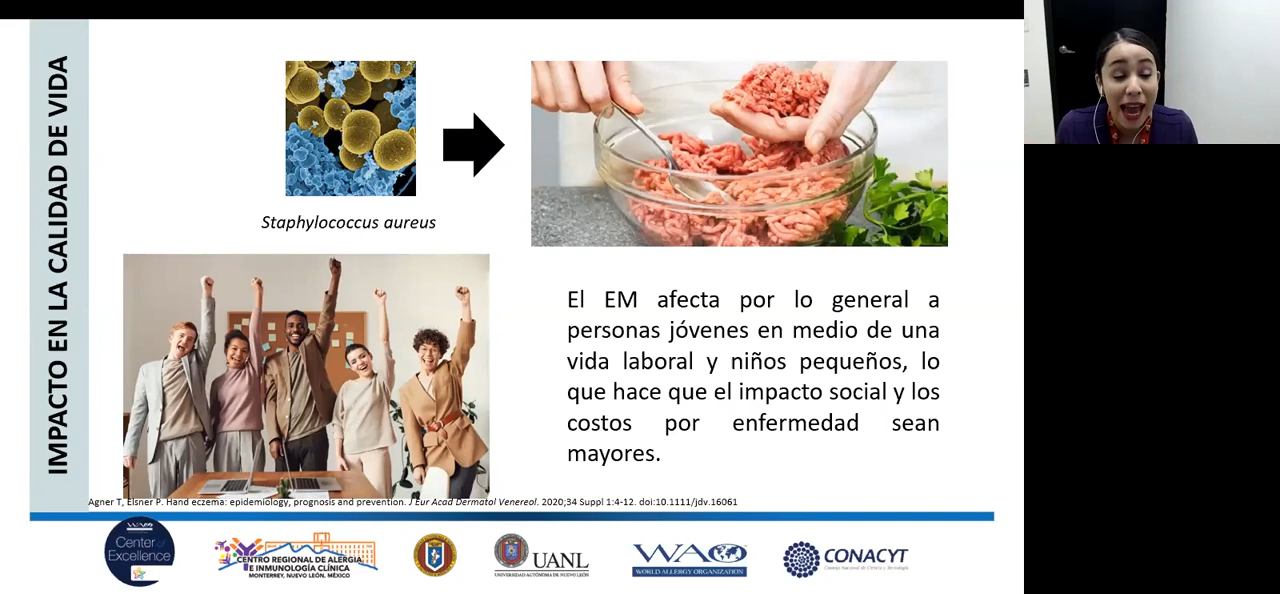 IMPACTO EN LA CALIDAD DE VIDA
Staphylococcus aureus
El EM afecta por lo general a
personas jóvenes en medio de una
vida laboral y niños pequeños, lo
que hace que el impacto social y los
costos por enfermedad sean
mayores.
Agner T, Elsner P. Hand eczema: epidemiology, prognosis and prevention. J Eur Acad Dermatol Venereol. 2020;34 Suppl 1:4-12. doi:10.1111/jdv.16061
WAO
Center of
Excellence
CENTRO REGIONAL DE ALERGIA
E INMUNOLOGÍA CLÍNICA
MONTERREY, NUEVO LEÓN, MÉXICO
UANL
UNIVERSIDAD AUTÓNOMA DE NUEVO LEÓN
WAO
WORLD ALLERGY ORGANIZATION
CONACYT
Consejo Nacional de Ciencia y Tecnología